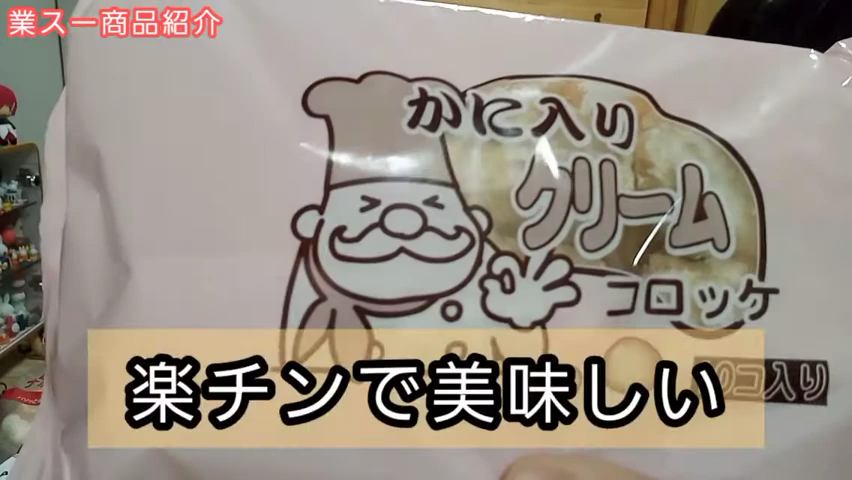 業スー商品紹介
かに入り
クリーム
コロッケ
コ入り
楽チンで美味しい